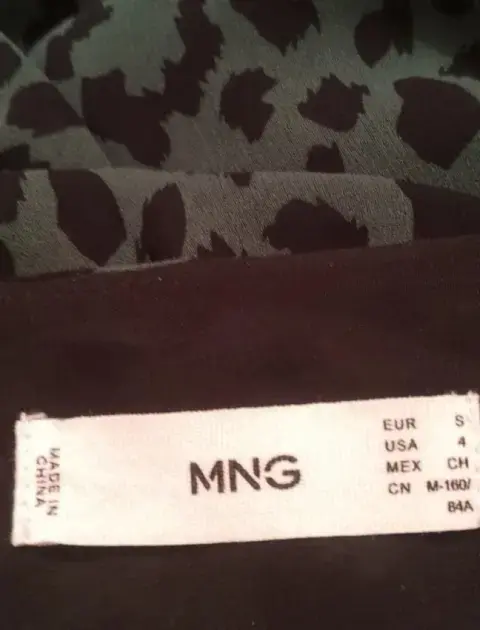 MADE IN
CHINA
MNG
EUR S
USA 4
MEX CH
CN M-160/
84A